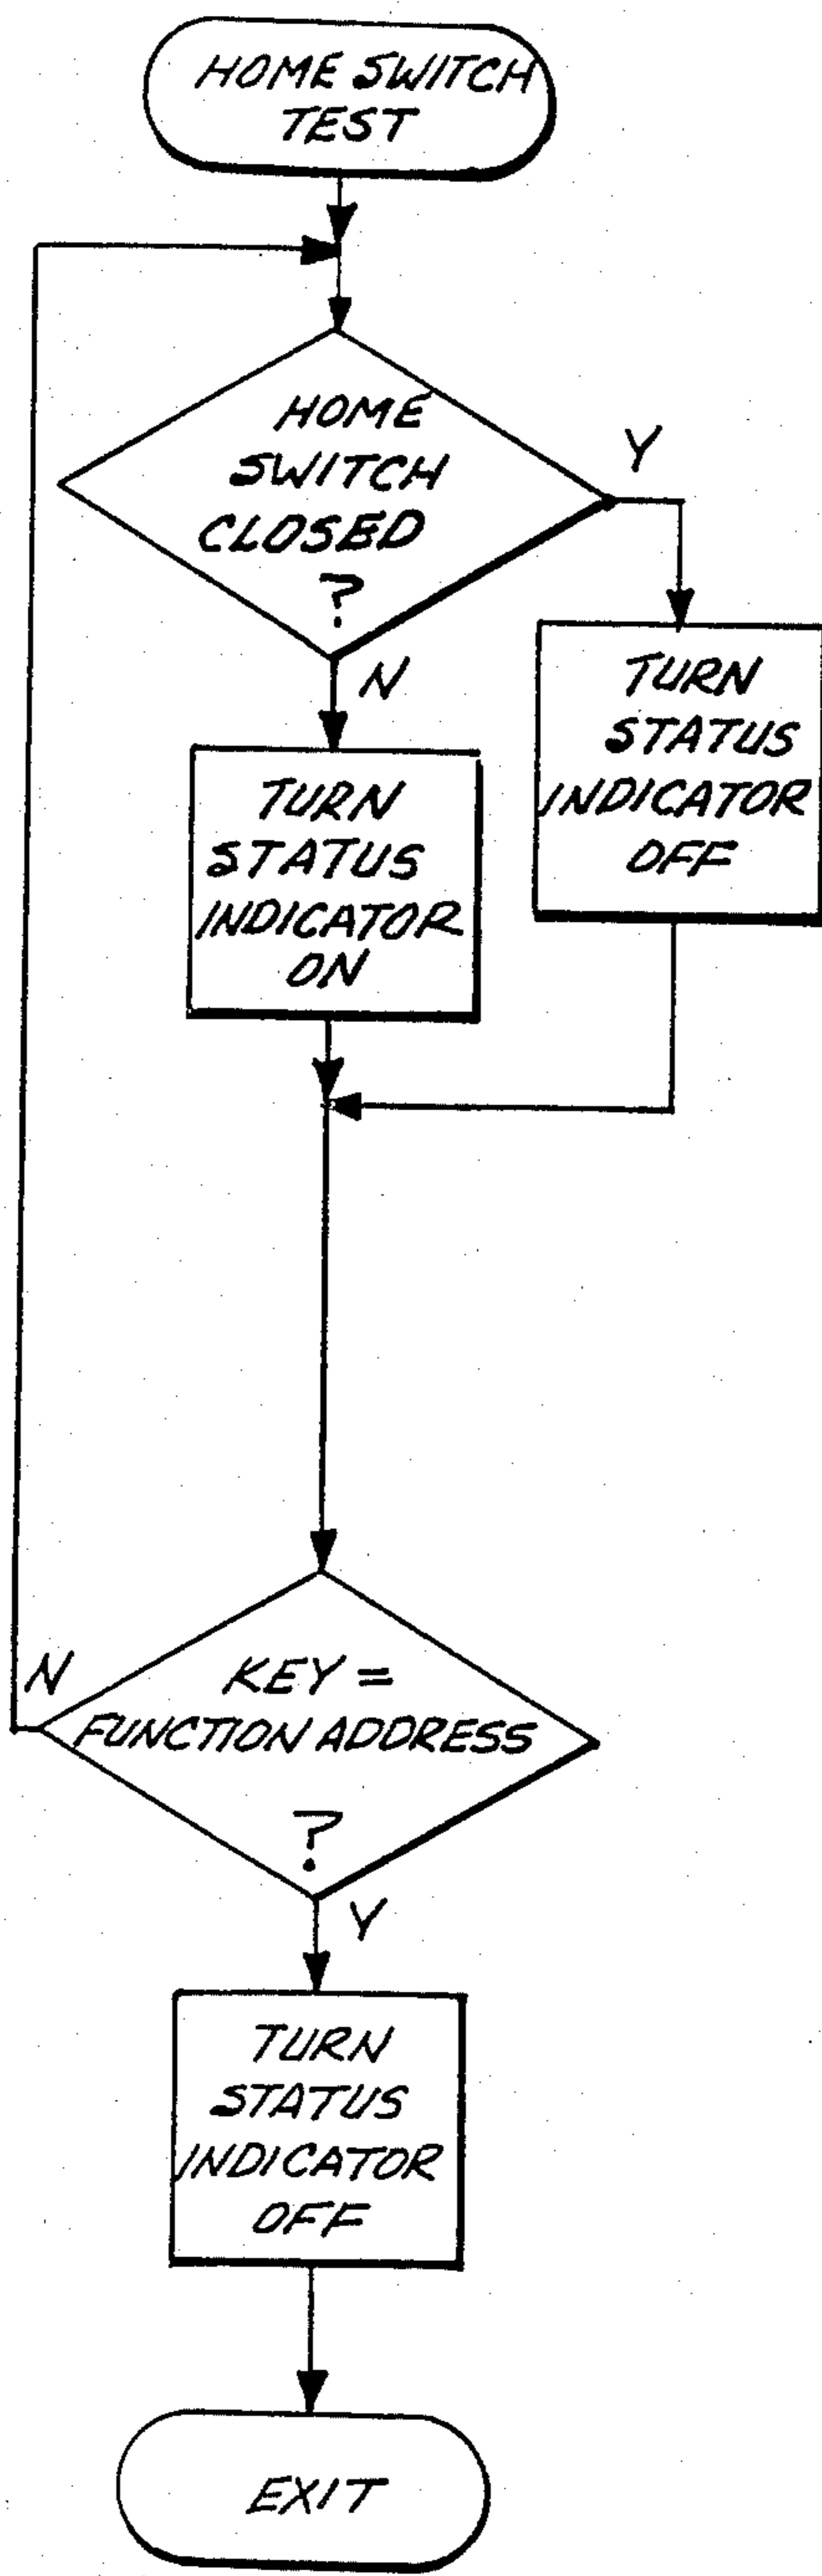 HOME SWITCH
TEST
HOME
SWITCH
CLOSED
?
Y
N
TURN
STATUS
INDICATOR
OFF
TURN
STATUS
INDICATOR
ON
N
KEY =
FUNCTION ADDRESS
?
Y
TURN
STATUS
INDICATOR
OFF
EXIT